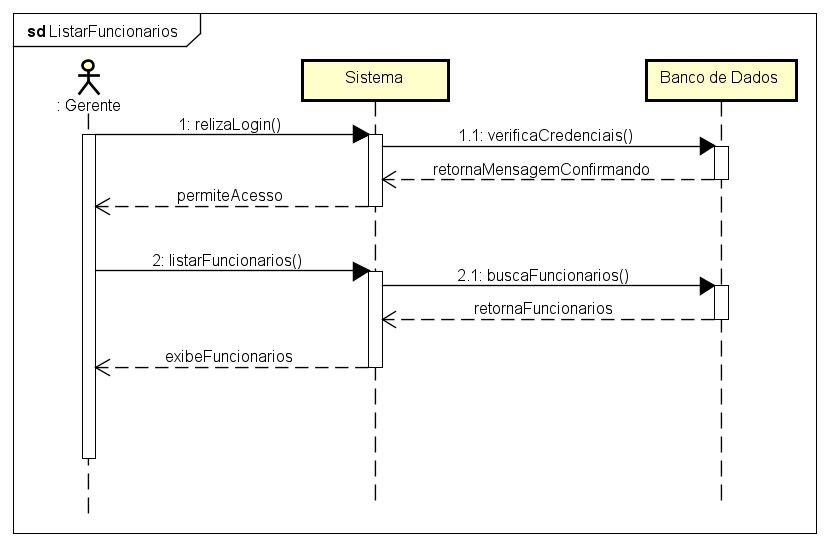 sd ListarFuncionarios
: Gerente
Sistema
Banco de Dados
1: relizaLogin()
1.1: verificaCredenciais()
retornaMensagemConfirmando
permiteAcesso
2: listarFuncionarios()
2.1: buscaFuncionarios()
retornaFuncionarios
exibeFuncionarios